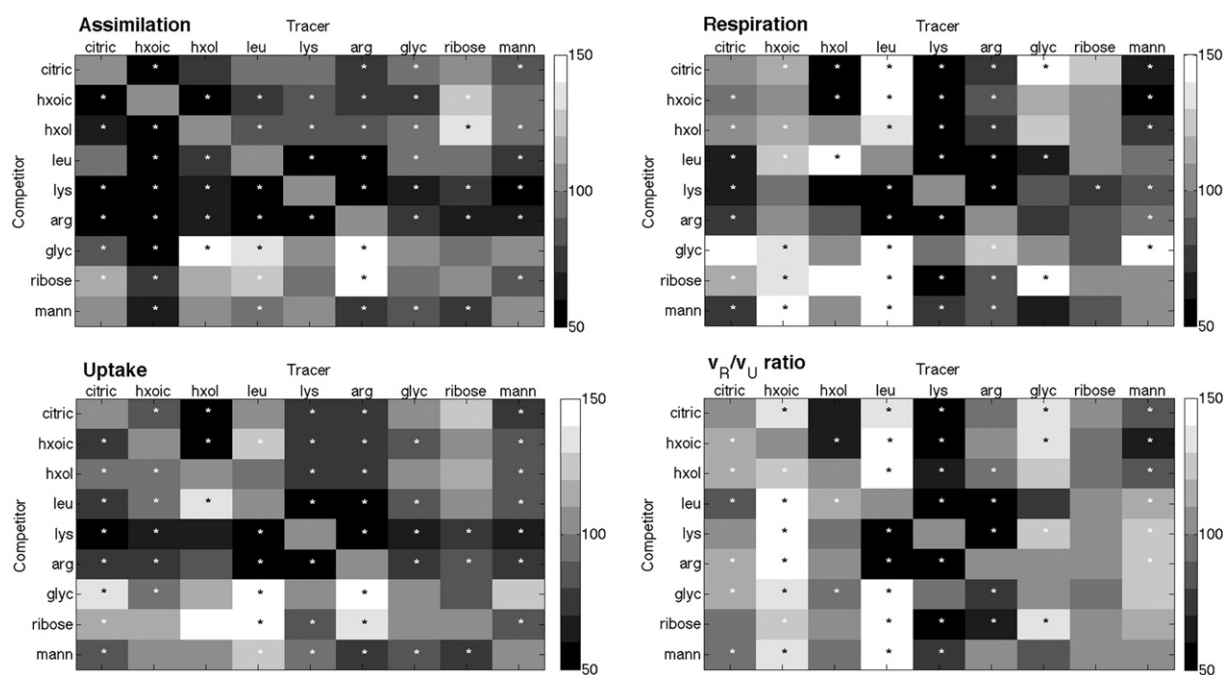 Assimilation
Tracer
citric hxoic hxol leu lys arg glyc ribose mann
Competitor
citric
hxoic
hxol
leu
lys
arg
glyc
ribose
mann
150
100
50
Respiration
Tracer
citric hxoic hxol leu lys arg glyc ribose mann
Competitor
citric
hxoic
hxol
leu
lys
arg
glyc
ribose
mann
150
100
50
Uptake
Tracer
citric hxoic hxol leu lys arg glyc ribose mann
Competitor
citric
hxoic
hxol
leu
lys
arg
glyc
ribose
mann
150
100
50
v_R/v_U ratio
Tracer
citric hxoic hxol leu lys arg glyc ribose mann
Competitor
citric
hxoic
hxol
leu
lys
arg
glyc
ribose
mann
150
100
50